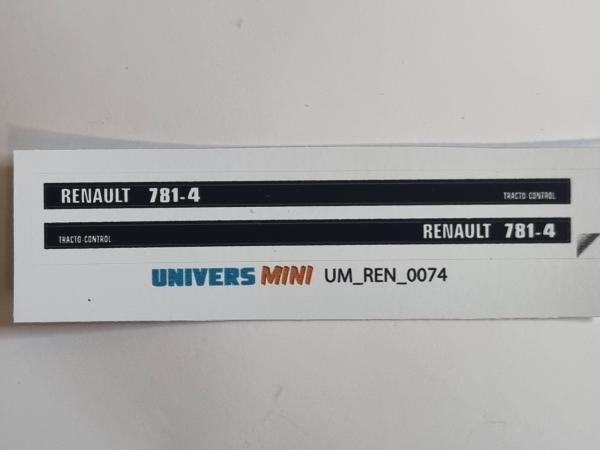 RENAULT 781-4 TRACTO-CONTROL
TRACTO-CONTROL RENAULT 781-4
UNIVERS MINI UM_REN_0074